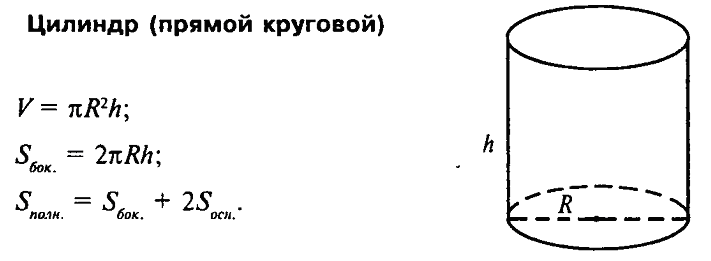 Цилиндр (прямой круговой)
V = πR²h;
Sбок. = 2πRh;
Sполн. = Sбок. + 2Sосн..
h
R